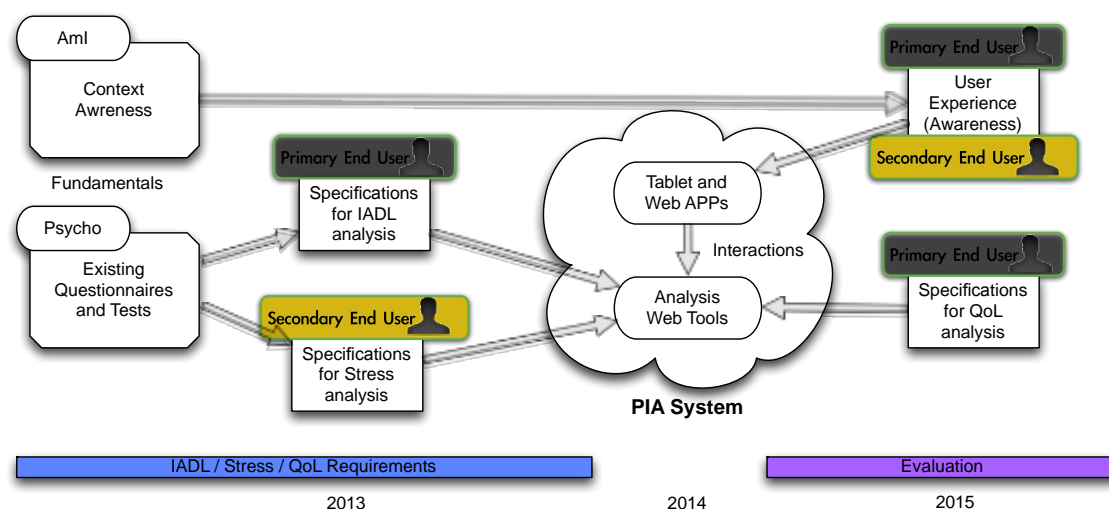 AmI
Context
Awreness
Fundamentals
Psycho
Existing
Questionnaires
and Tests
Primary End User
Specifications
for IADL
analysis
Secondary End User
Specifications
for Stress
analysis
Tablet and
Web APPs
Interactions
Analysis
Web Tools
PIA System
Primary End User
User
Experience
(Awareness)
Secondary End User
Primary End User
Specifications
for QoL
analysis
IADL / Stress / QoL Requirements
Evaluation
2013
2014
2015